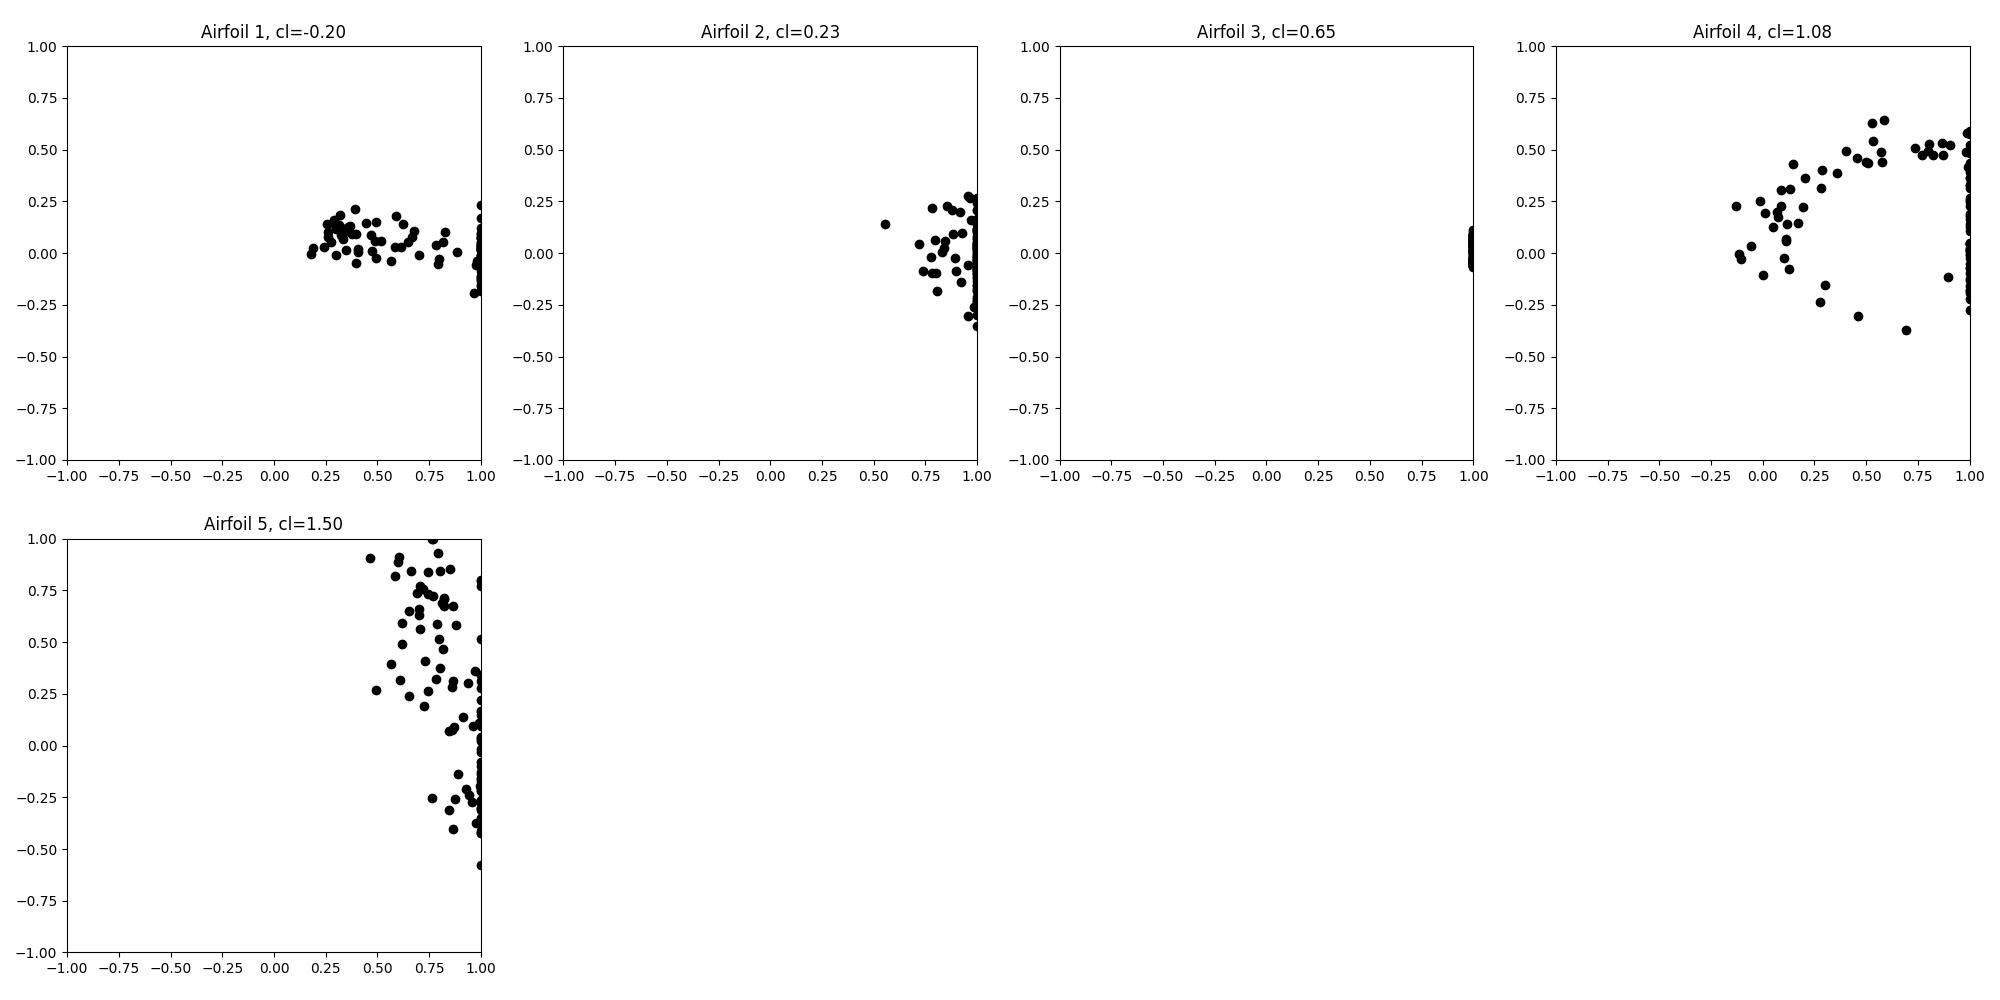 Airfoil 1, cl=-0.20
Airfoil 2, cl=0.23
Airfoil 3, cl=0.65
Airfoil 4, cl=1.08
1.00 1.00 1.00 1.00
0.75 0.75 0.75 0.75
0.50 0.50 0.50 0.50
0.25 0.25 0.25 0.25
0.00 0.00 0.00 0.00
−0.25 −0.25 −0.25 −0.25
−0.50 −0.50 −0.50 −0.50
−0.75 −0.75 −0.75 −0.75
−1.00 −1.00 −1.00 −1.00
−1.00 −0.75 −0.50 −0.25 0.00 0.25 0.50 0.75 1.00
−1.00 −0.75 −0.50 −0.25 0.00 0.25 0.50 0.75 1.00
−1.00 −0.75 −0.50 −0.25 0.00 0.25 0.50 0.75 1.00
−1.00 −0.75 −0.50 −0.25 0.00 0.25 0.50 0.75 1.00
Airfoil 5, cl=1.50
1.00
0.75
0.50
0.25
0.00
−0.25
−0.50
−0.75
−1.00
−1.00 −0.75 −0.50 −0.25 0.00 0.25 0.50 0.75 1.00